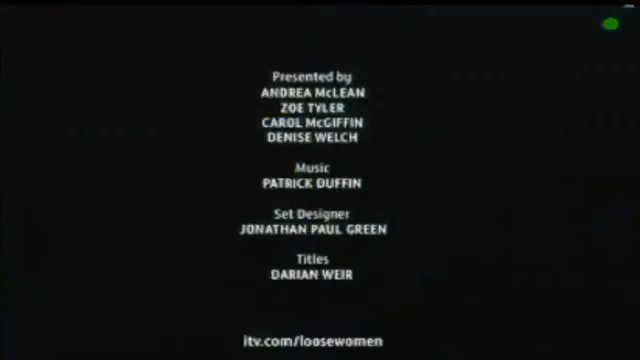 Presented by
ANDREA McLEAN
ZOE TYLER
CAROL McGIFFIN
DENISE WELCH
Music
PATRICK DUFFIN
Set Designer
JONATHAN PAUL GREEN
Titles
DARIAN WEIR
itv.com/loosewomen